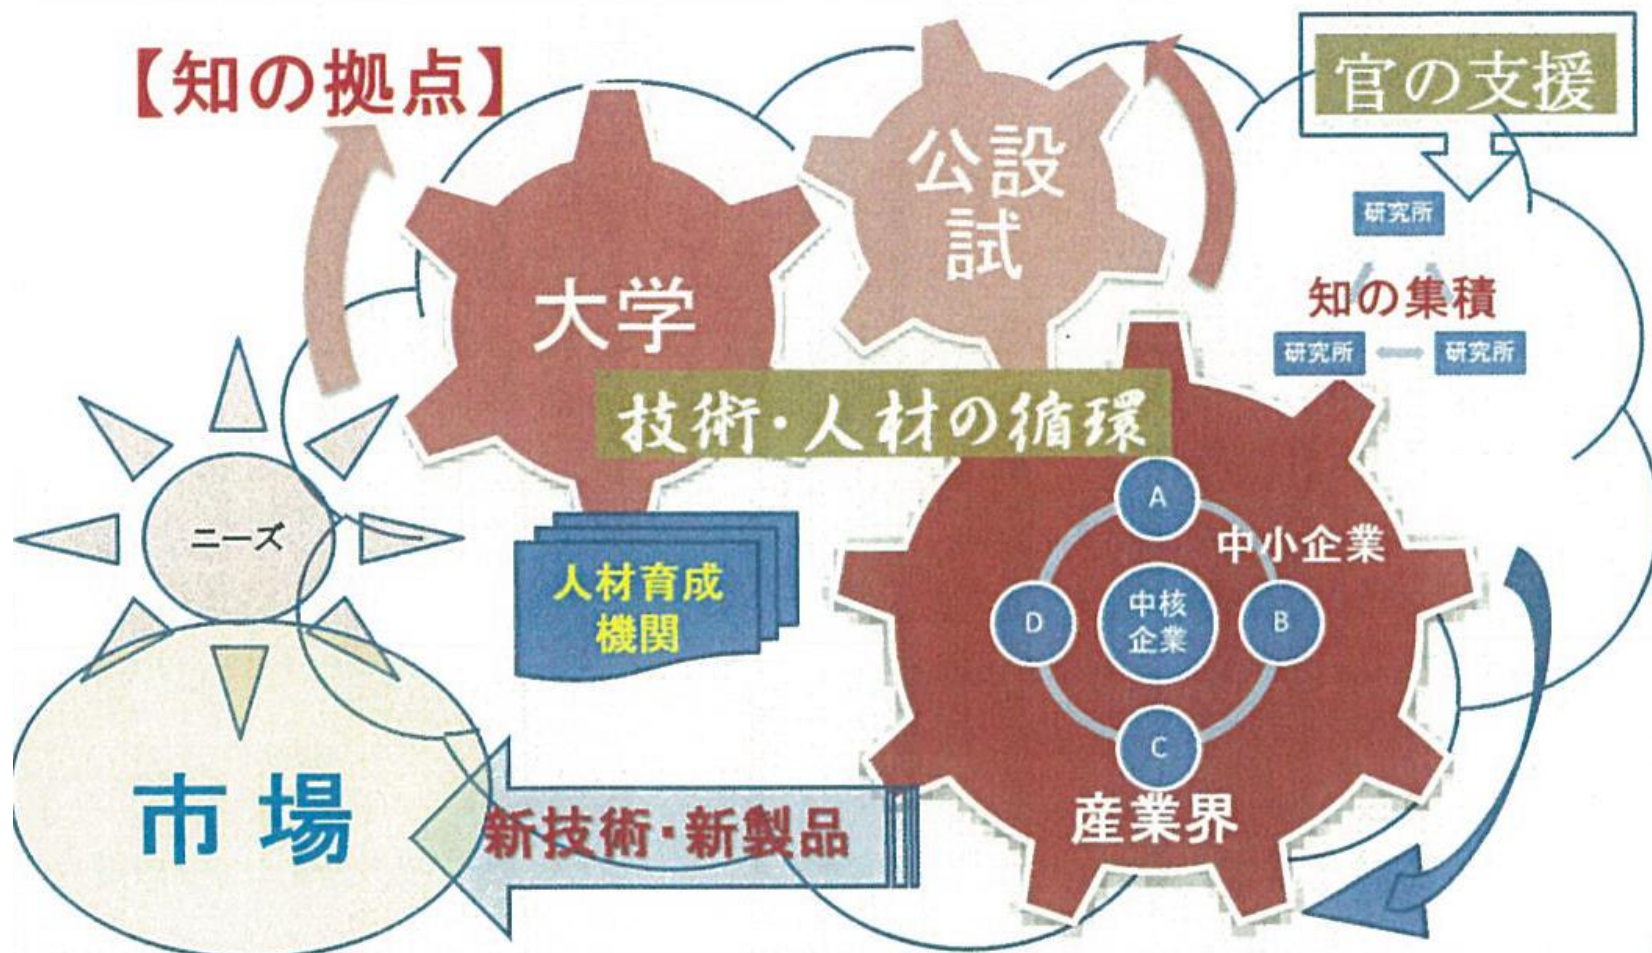 【知の拠点】
官の支援
公設
試
大学
研究所
知の集積
研究所
研究所
技術・人材の循環
ニーズ
A
中小企業
人材育成
機関
D
中核
企業
B
C
市場
新技術・新製品
産業界